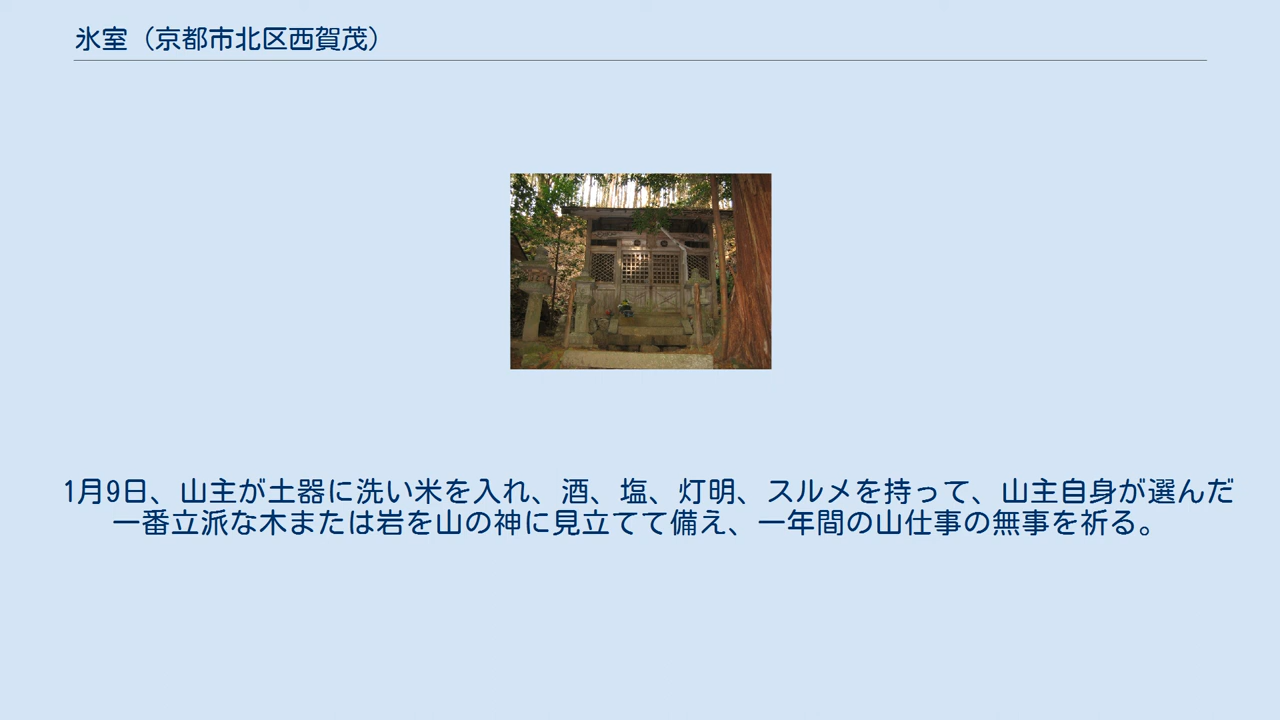 氷室（京都市北区西賀茂）
1月9日、山主が土器に洗い米を入れ、酒、塩、灯明、スルメを持って、山主自身が選んだ
一番立派な木または岩を山の神に見立てて備え、一年間の山仕事の無事を祈る。